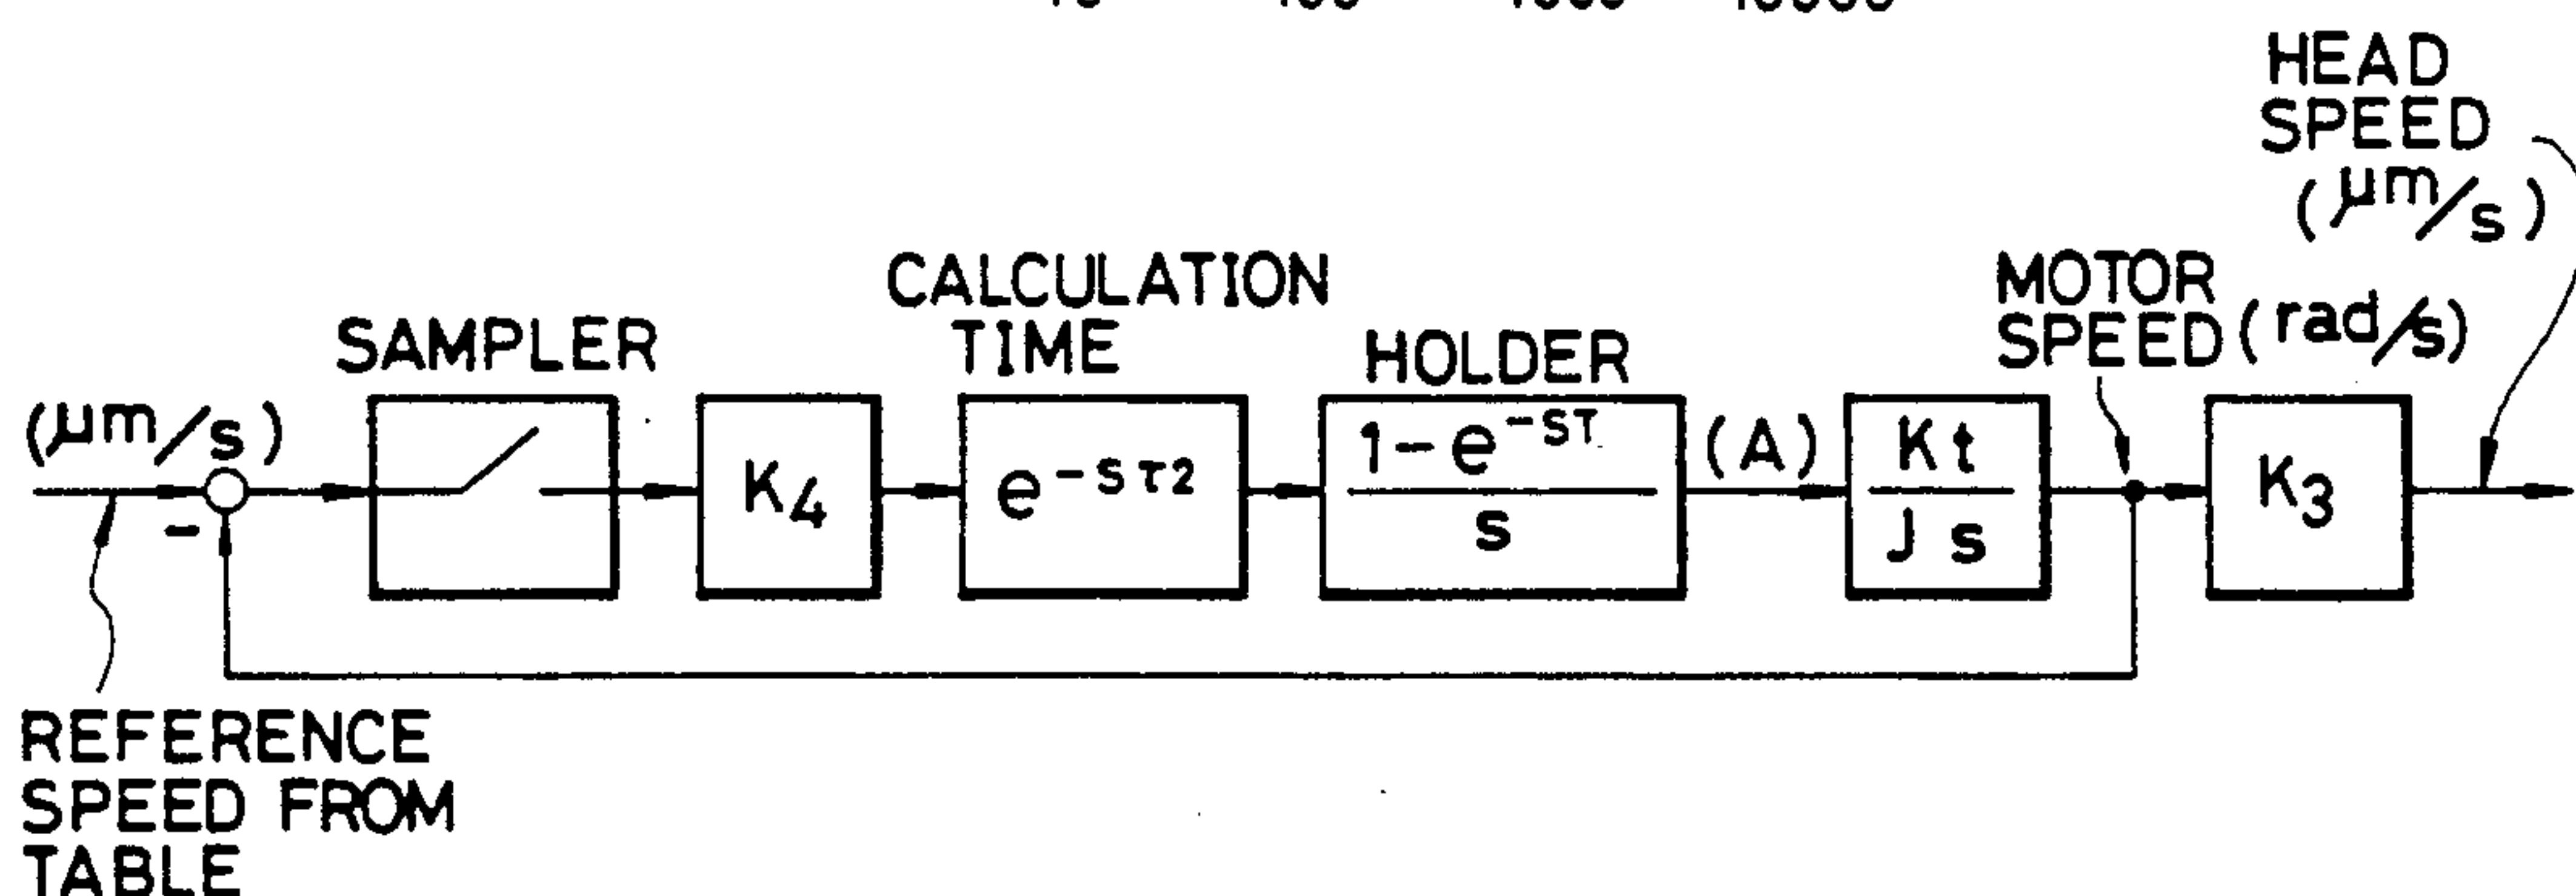 HEAD
SPEED
(μm/s)
CALCULATION
TIME
MOTOR
SPEED (rad/s)
SAMPLER
HOLDER
(μm/s)
-
K4
e^-sτ2
1-e^-sτ
s
(A)
Kt
Js
K3
REFERENCE
SPEED FROM
TABLE